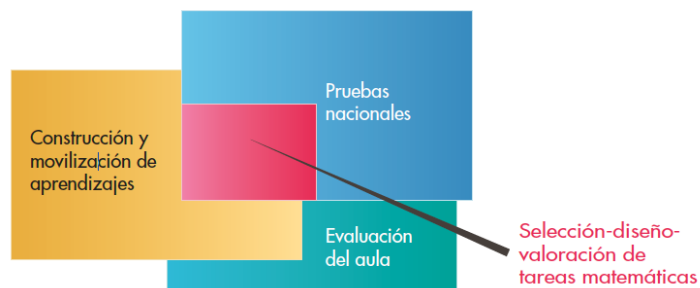 Pruebas
nacionales
Construcción y
movilización de
aprendizajes
Evaluación
del aula
Selección-diseño-
valoración de
tareas matemáticas